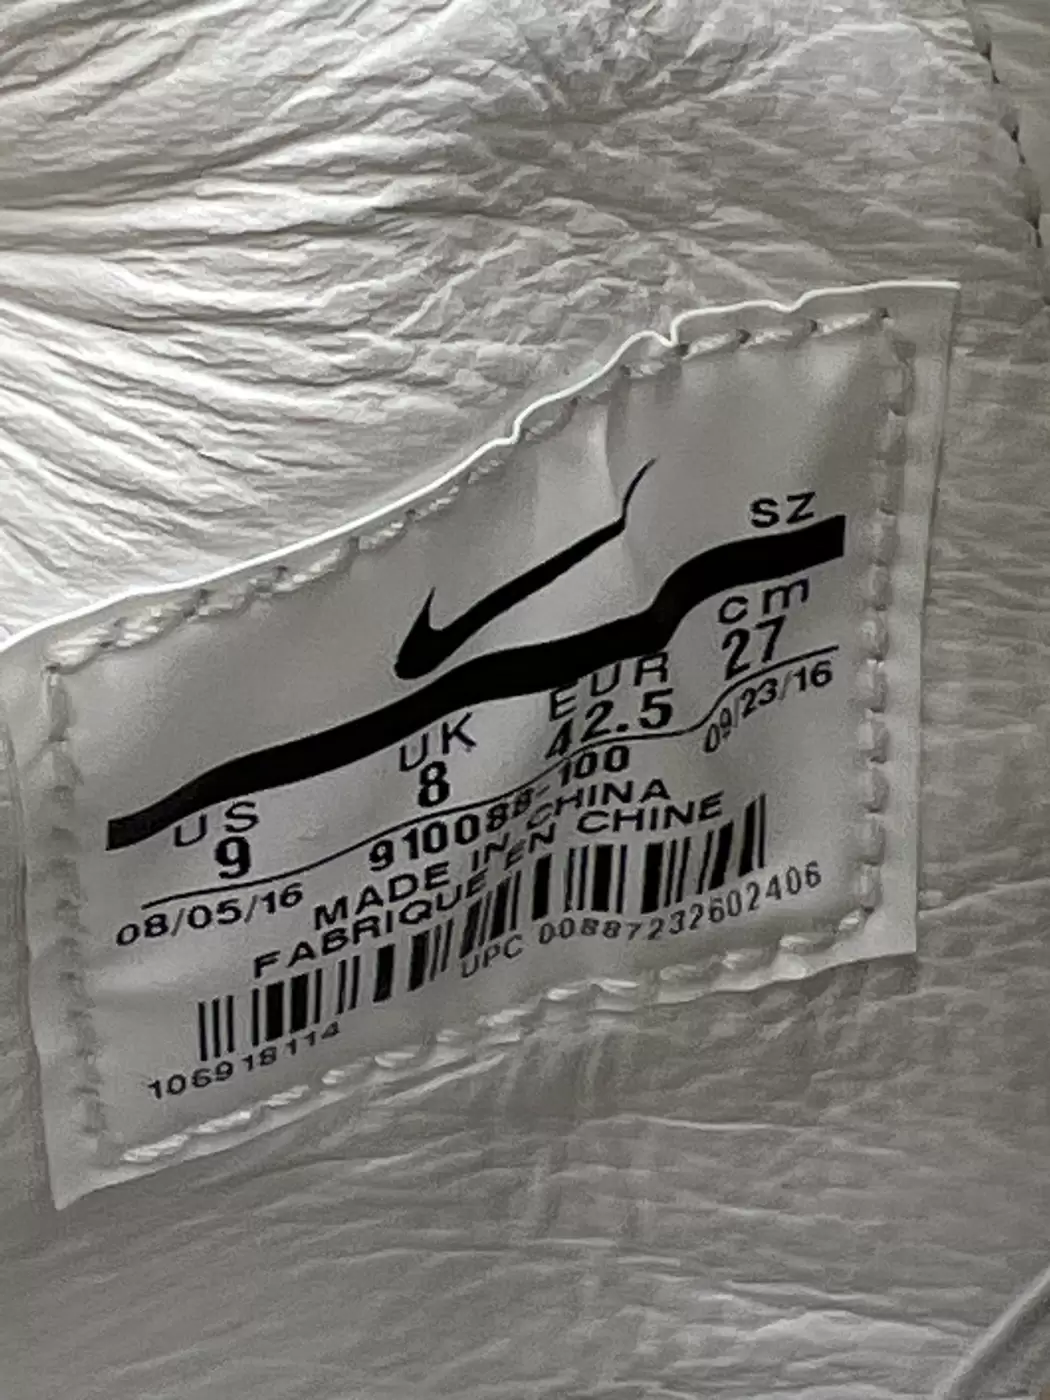 SZ
US UK EUR cm
9 8 42.5 27
08/05/16 910088-100 09/23/16
MADE IN CHINA
FABRIQUE EN CHINE
UPC 00887232602406
106918114